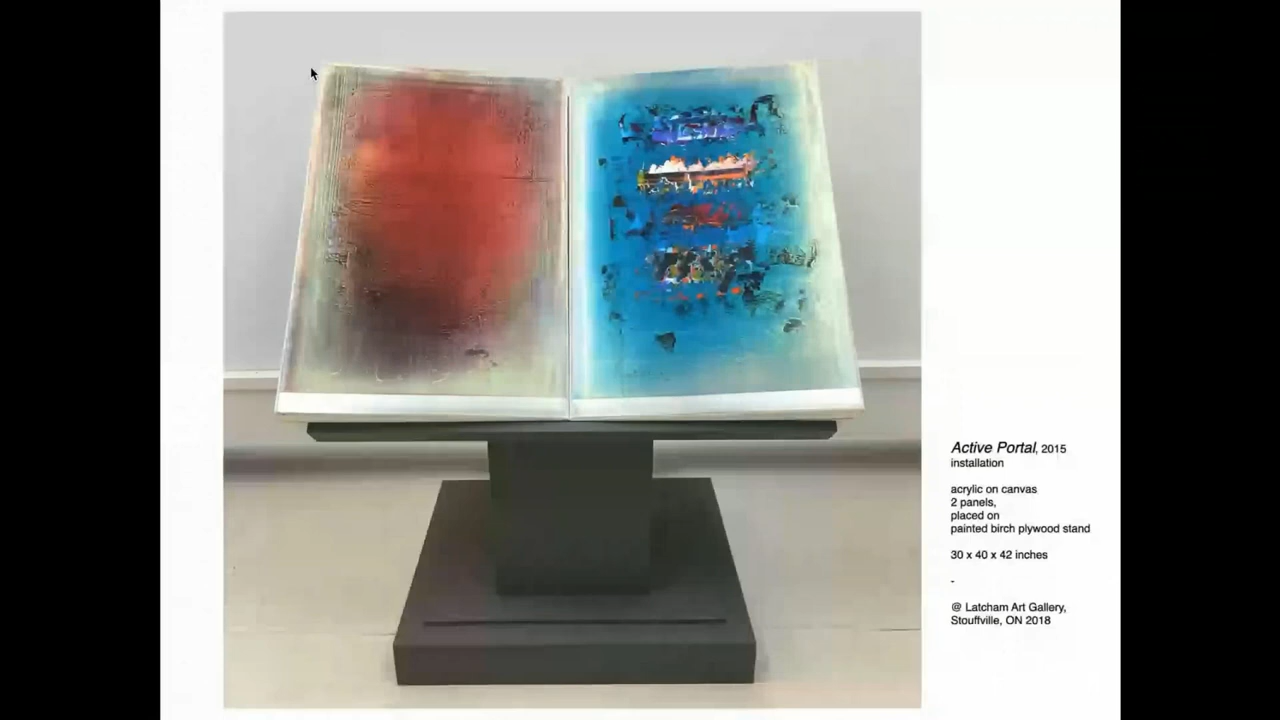 Active Portal, 2015
installation
acrylic on canvas
2 panels,
placed on
painted birch plywood stand
30 x 40 x 42 inches
-
@ Latcham Art Gallery,
Stouffville, ON 2018